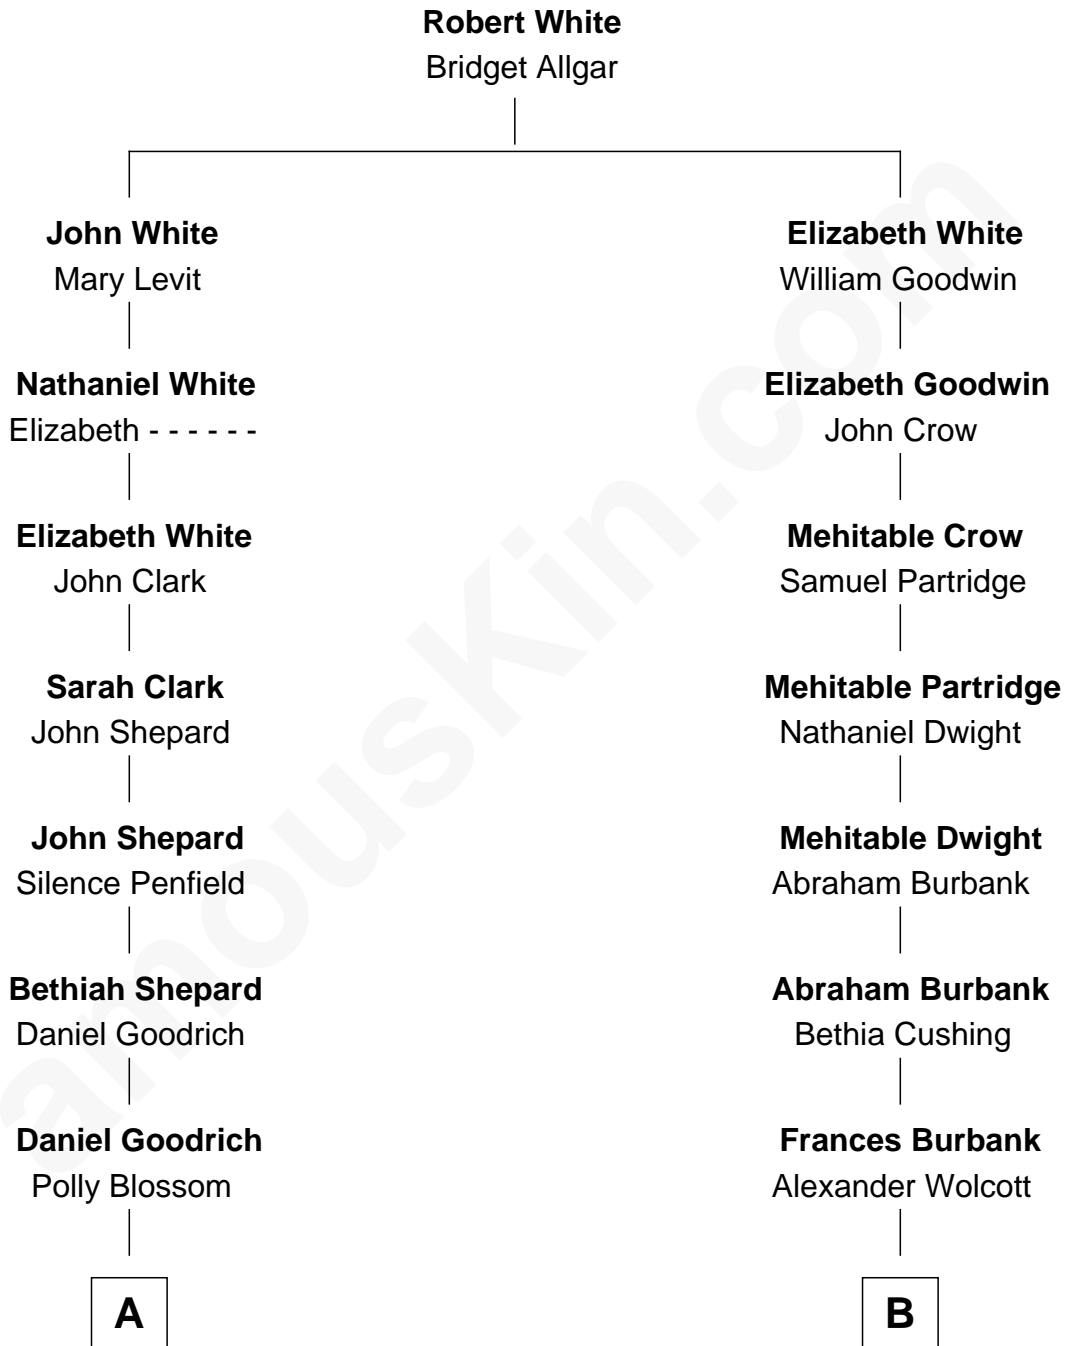 Robert White
Bridget Allgar
John White
Mary Levit
Elizabeth White
William Goodwin
Nathaniel White
Elizabeth - - - - - -
Elizabeth Goodwin
John Crow
Elizabeth White
John Clark
Mehitable Crow
Samuel Partridge
Sarah Clark
John Shepard
Mehitable Partridge
Nathaniel Dwight
John Shepard
Silence Penfield
Mehitable Dwight
Abraham Burbank
Bethiah Shepard
Daniel Goodrich
Abraham Burbank
Bethia Cushing
Daniel Goodrich
Polly Blossom
Frances Burbank
Alexander Wolcott
A
B
amouskin.com